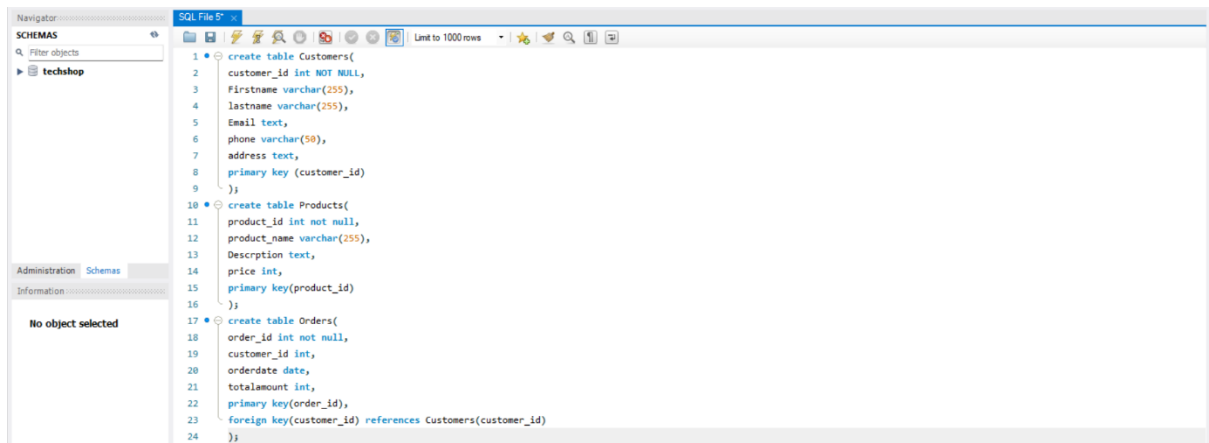 Navigator
SCHEMAS
Filter objects
techshop
Administration Schemas
Information
No object selected
SQL File 5* ×
Limit to 1000 rows
1 create table Customers(
2 customer_id int NOT NULL,
3 Firstname varchar(255),
4 lastname varchar(255),
5 Email text,
6 phone varchar(50),
7 address text,
8 primary key (customer_id)
9 );
10 create table Products(
11 product_id int not null,
12 product_name varchar(255),
13 Descrption text,
14 price int,
15 primary key(product_id)
16 );
17 create table Orders(
18 order_id int not null,
19 customer_id int,
20 orderdate date,
21 totalamount int,
22 primary key(order_id),
23 foreign key(customer_id) references Customers(customer_id)
24 );